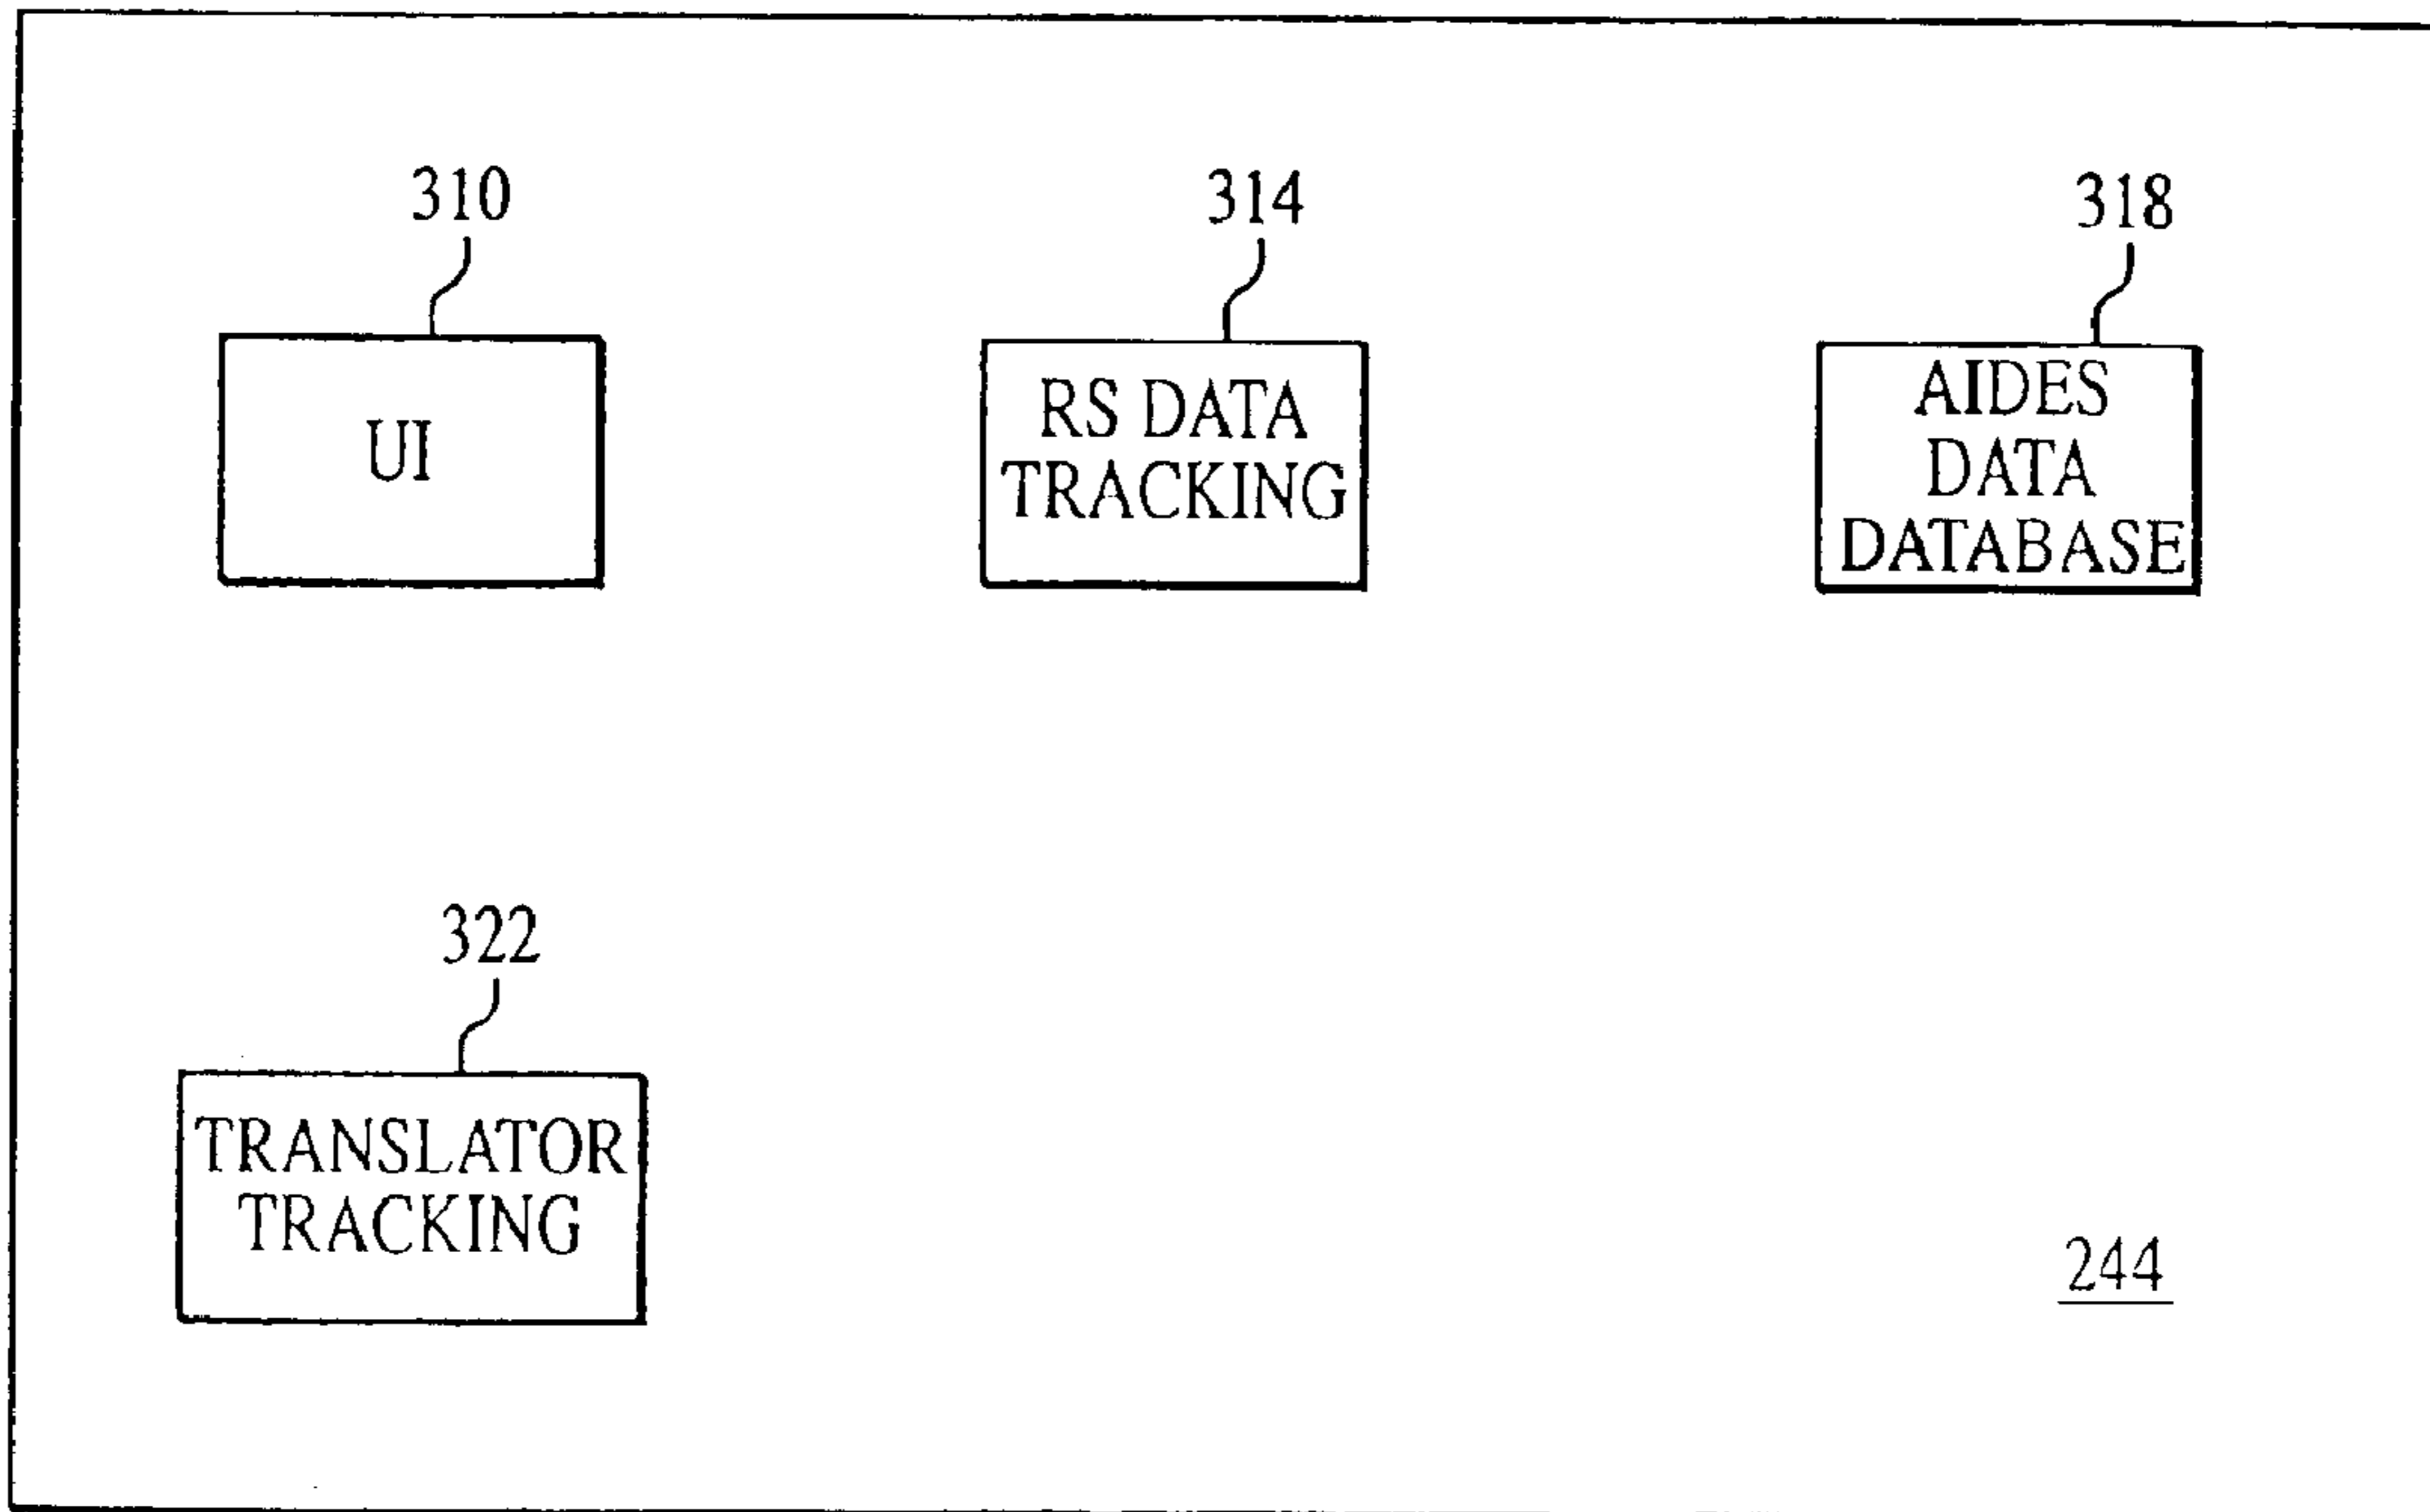 310
314
318
UI
RS DATA
TRACKING
AIDES
DATA
DATABASE
322
TRANSLATOR
TRACKING
244